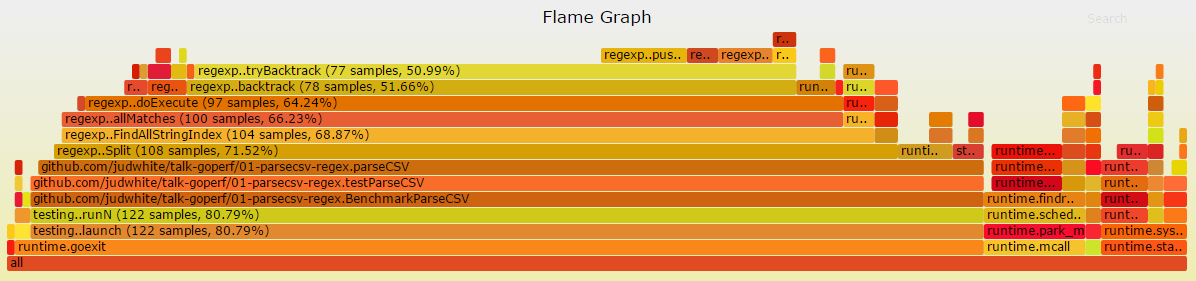 Flame Graph
Search
r..
regexp..pus.. re.. regexp.. r..
regexp..tryBacktrack (77 samples, 50.99%) ru..
r.. reg.. regexp..backtrack (78 samples, 51.66%) run.. ru..
regexp..doExecute (97 samples, 64.24%) ru..
regexp..allMatches (100 samples, 66.23%) ru..
regexp..FindAllStringIndex (104 samples, 68.87%)
regexp..Split (108 samples, 71.52%) runti.. st.. runtime... ru..
github.com/judwhite/talk-goperf/01-parsecsv-regex.parseCSV runtime... runt..
github.com/judwhite/talk-goperf/01-parsecsv-regex.testParseCSV runtime... runt..
github.com/judwhite/talk-goperf/01-parsecsv-regex.BenchmarkParseCSV runtime.findr.. runt..
testing..runN (122 samples, 80.79%) runtime.sched.. runt..
testing..launch (122 samples, 80.79%) runtime.park_m runtime.sys..
runtime.goexit runtime.mcall runtime.sta..
all